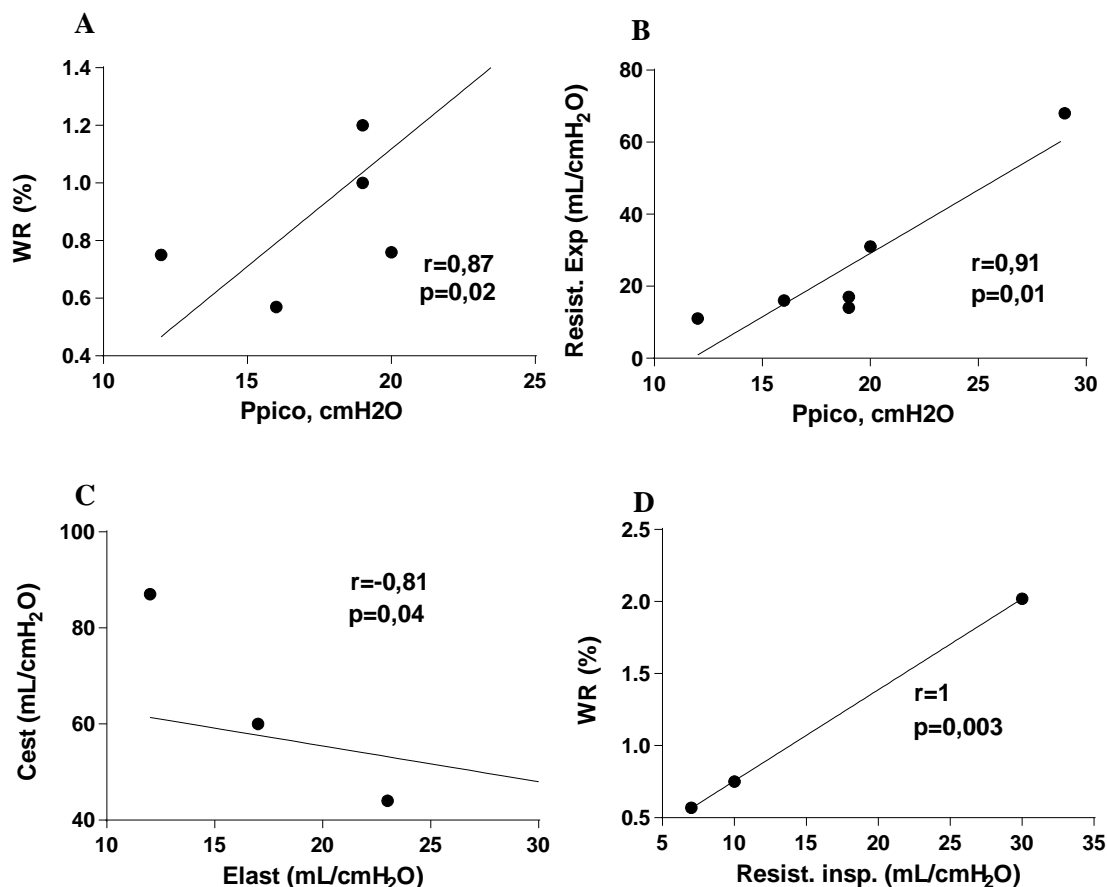 A
1.4
1.2
1.0
0.8
0.6
0.4
10
15
20
25
WR (%)
Ppico, cmH2O
r=0,87
p=0,02
B
80
60
40
20
0
10
15
20
25
30
Resist. Exp (mL/cmH₂O)
Ppico, cmH2O
r=0,91
p=0,01
C
100
80
60
40
10
15
20
25
30
Cest (mL/cmH₂O)
Elast (mL/cmH₂O)
r=-0,81
p=0,04
D
2.5
2.0
1.5
1.0
0.5
5
10
15
20
25
30
35
WR (%)
Resist. insp. (mL/cmH₂O)
r=1
p=0,003